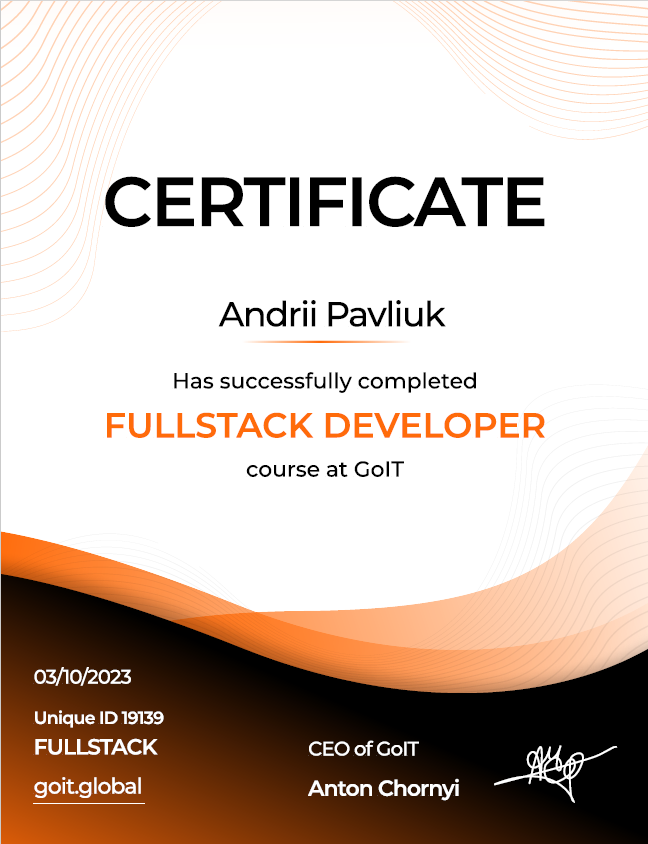 CERTIFICATE
Andrii Pavliuk
Has successfully completed
FULLSTACK DEVELOPER
course at GoIT
03/10/2023
Unique ID 19139
FULLSTACK
goit.global
CEO of GoIT
Anton Chornyi